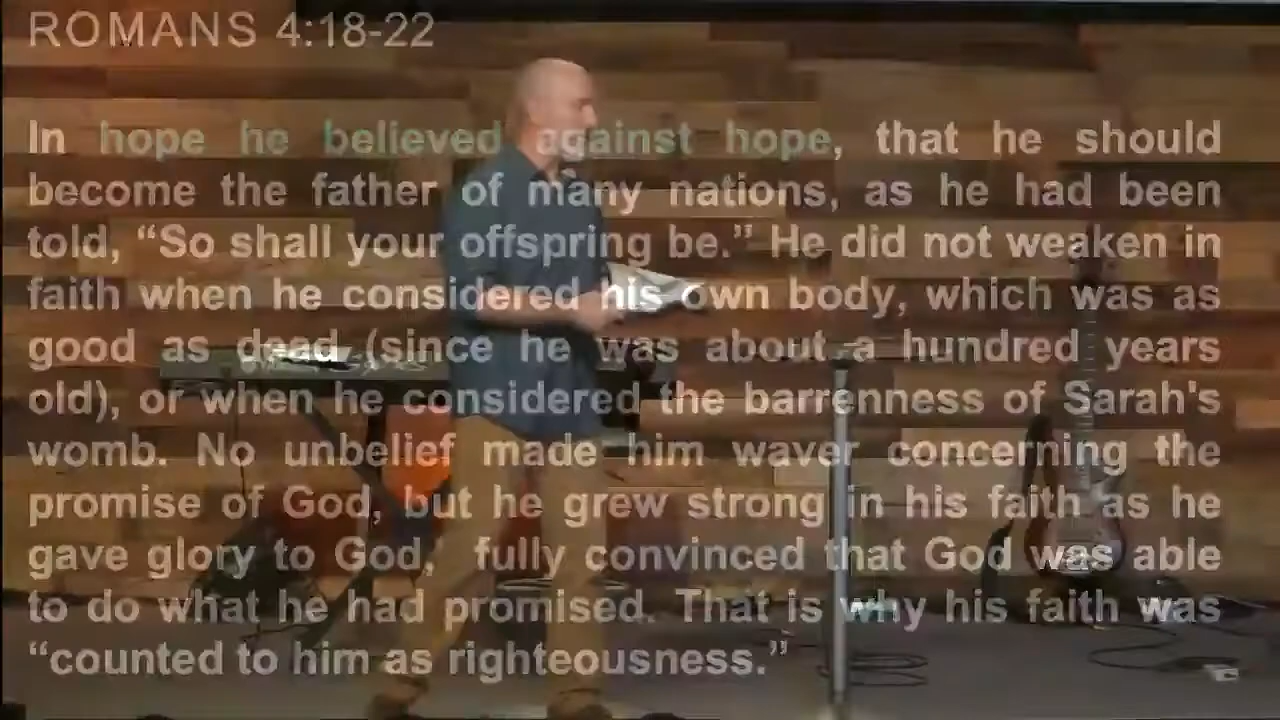 ROMANS 4:18-22
In hope he believed against hope, that he should
become the father of many nations, as he had been
told, “So shall your offspring be.” He did not weaken in
faith when he considered his own body, which was as
good as dead (since he was about a hundred years
old), or when he considered the barrenness of Sarah's
womb. No unbelief made him waver concerning the
promise of God, but he grew strong in his faith as he
gave glory to God, fully convinced that God was able
to do what he had promised. That is why his faith was
“counted to him as righteousness.”